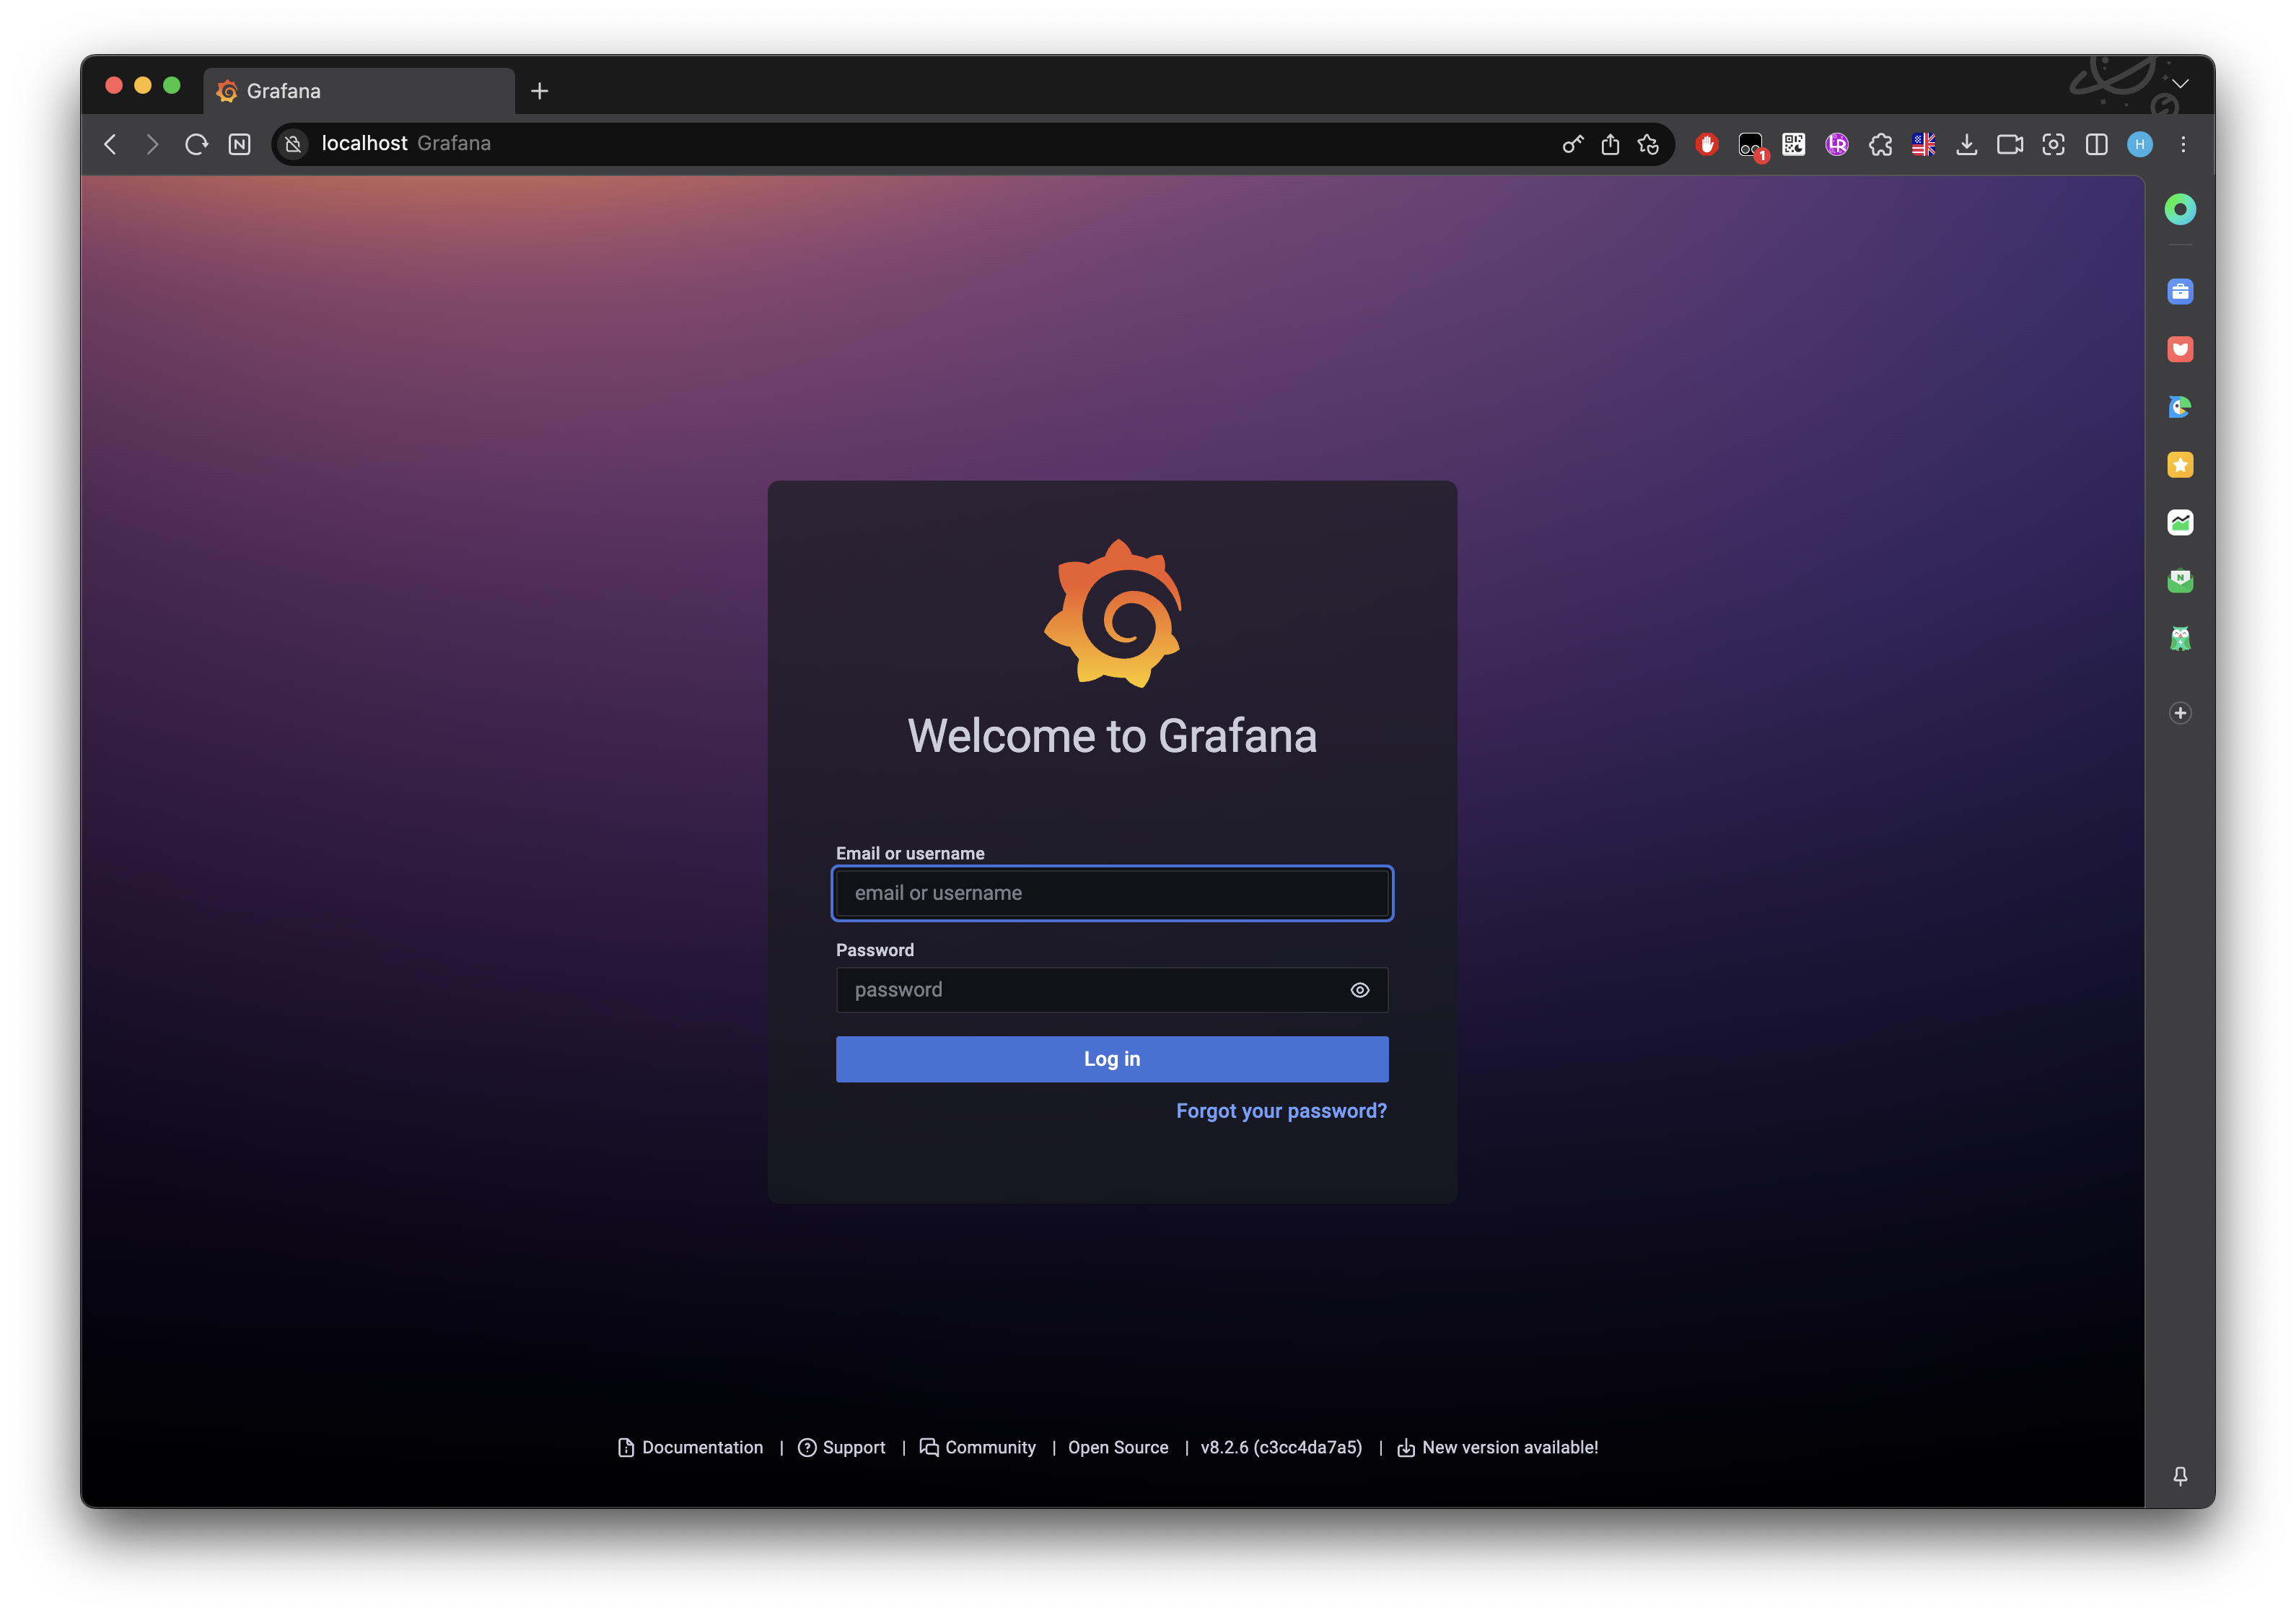 Grafana
localhost Grafana
1
H
Welcome to Grafana
Email or username
email or username
Password
password
Log in
Forgot your password?
Documentation | Support | Community | Open Source | v8.2.6 (c3cc4da7a5) | New version available!